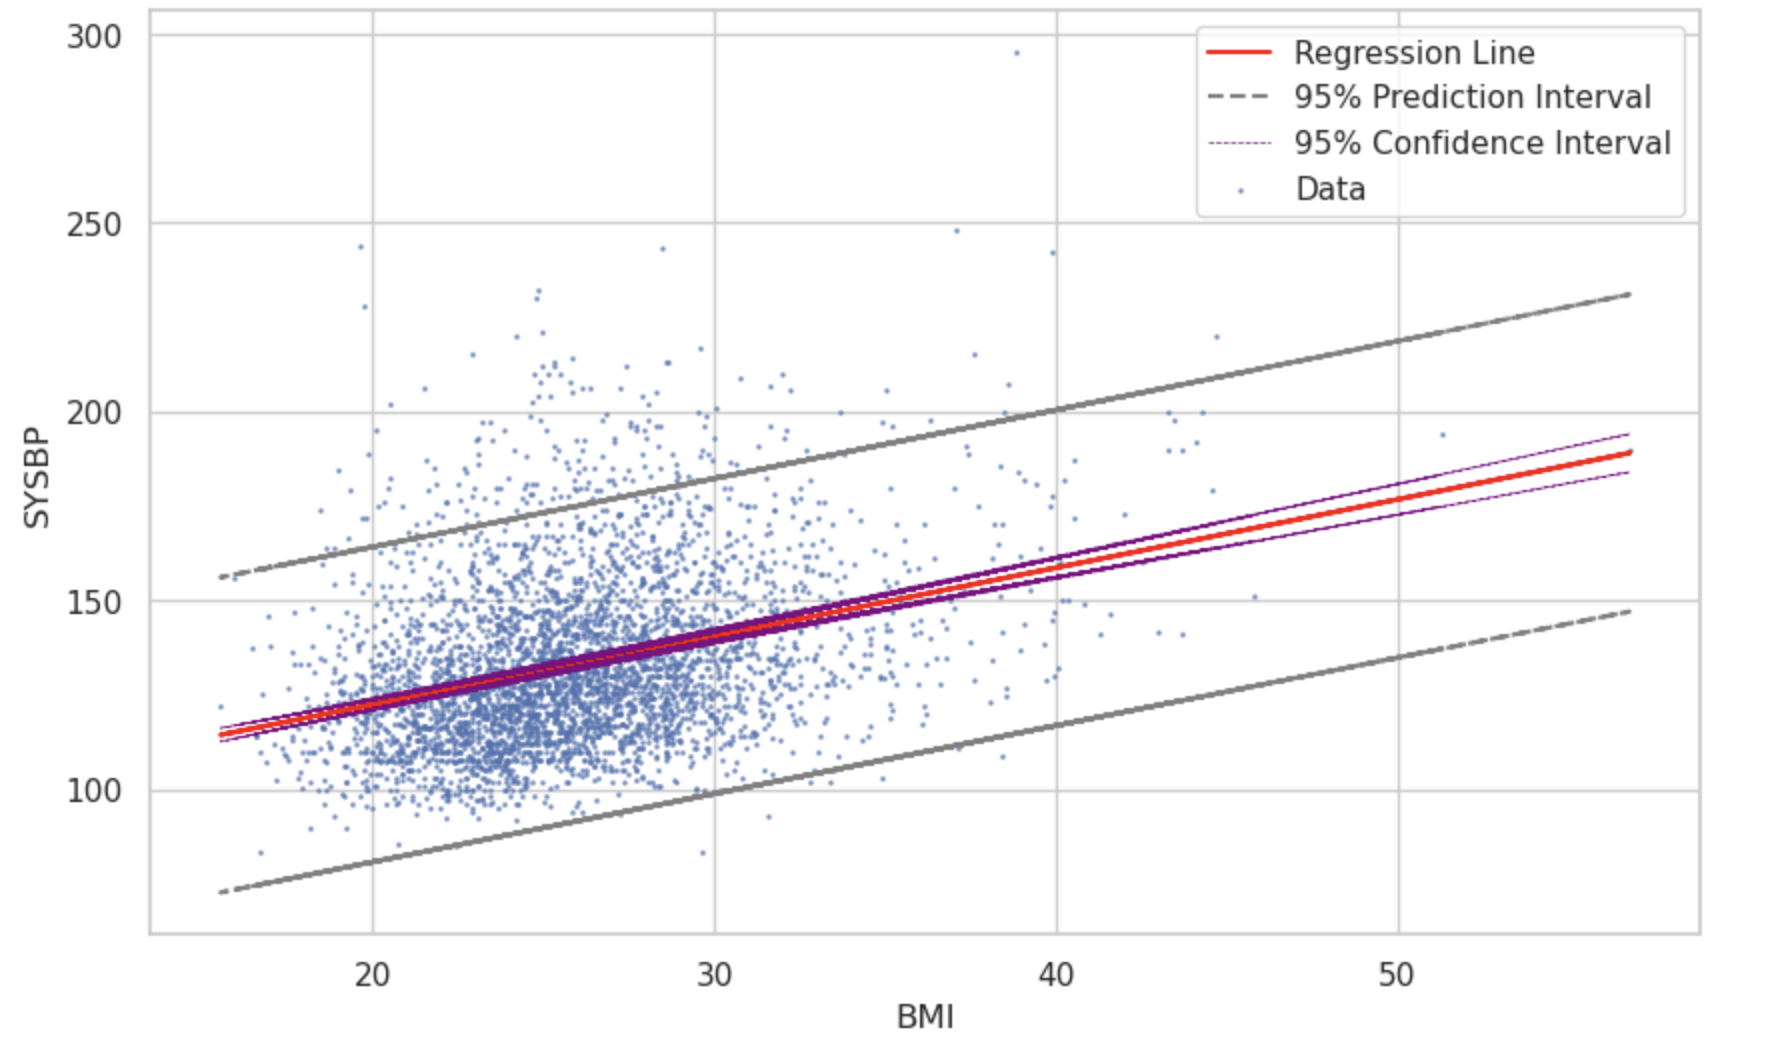 300
250
200
150
100
SYSBP
Regression Line
95% Prediction Interval
95% Confidence Interval
Data
20 30 40 50
BMI